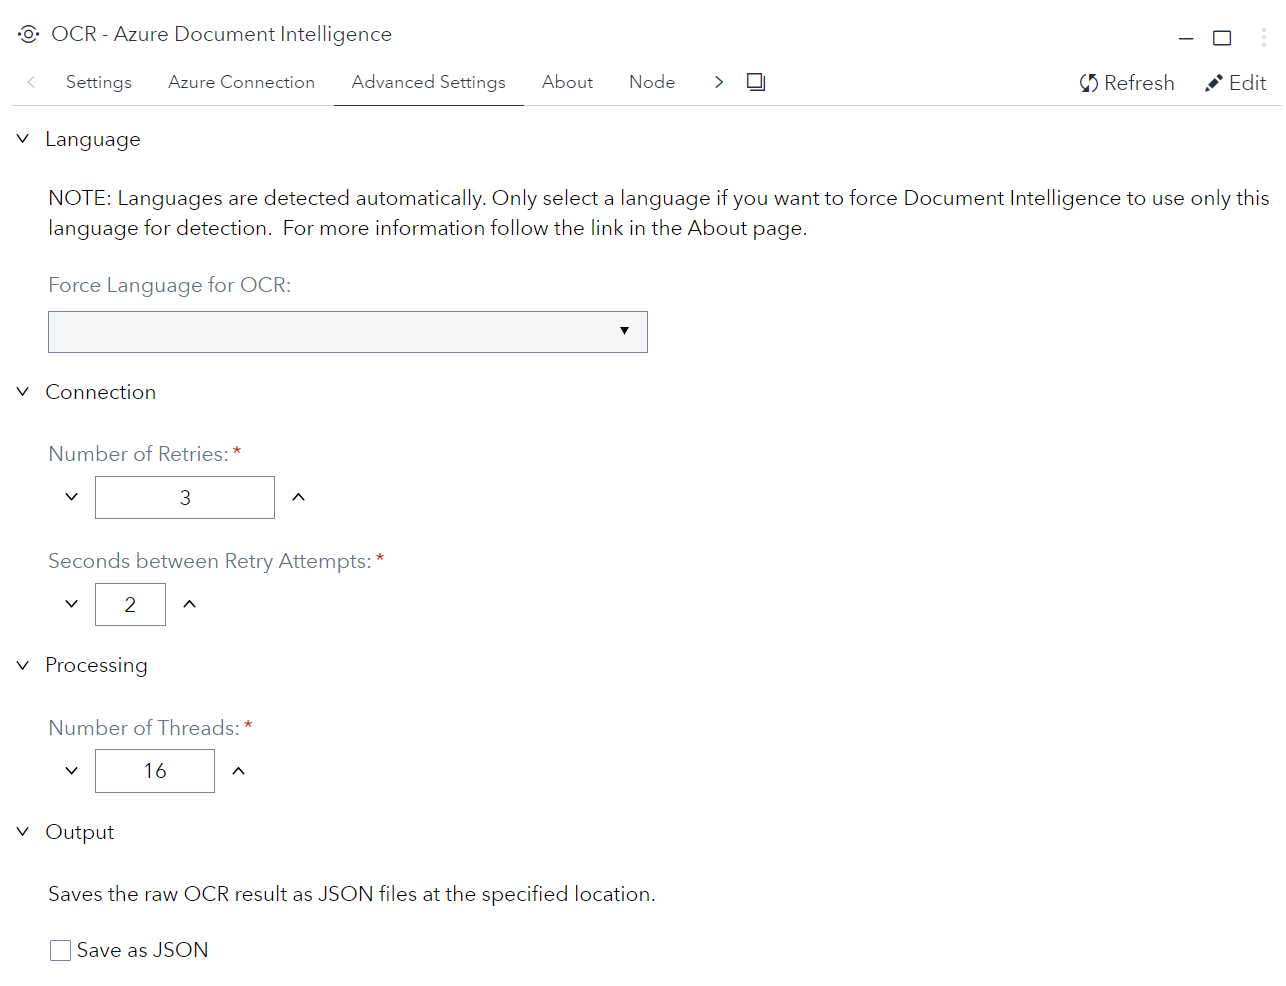 OCR - Azure Document Intelligence
Settings Azure Connection Advanced Settings About Node Refresh Edit
Language
NOTE: Languages are detected automatically. Only select a language if you want to force Document Intelligence to use only this
language for detection.  For more information follow the link in the About page.
Force Language for OCR:
Connection
Number of Retries: *
3
Seconds between Retry Attempts: *
2
Processing
Number of Threads: *
16
Output
Saves the raw OCR result as JSON files at the specified location.
Save as JSON